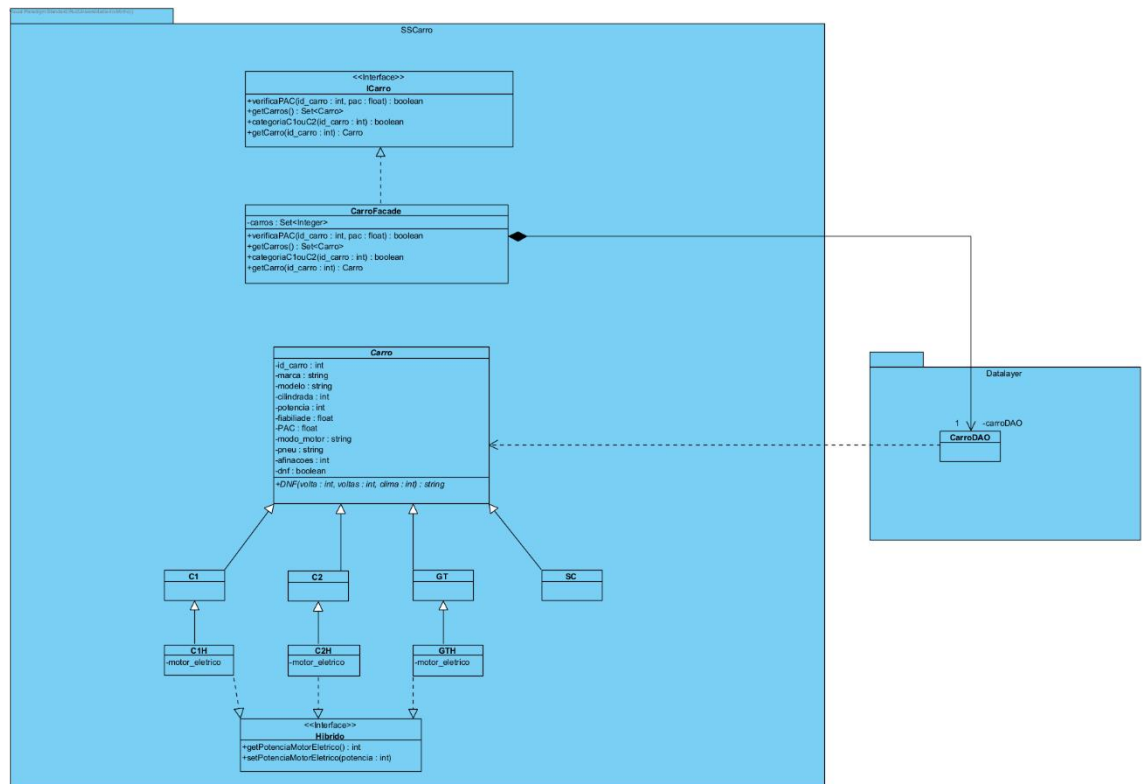 SSCarro
<<Interface>>
ICarro
+verificaPAC(id_carro : int, pac : float) : boolean
+getCarros() : Set<Carro>
+categoriaC1ouC2(id_carro : int) : boolean
+getCarro(id_carro : int) : Carro
CarroFacade
-carros : Set<Integer>
+verificaPAC(id_carro : int, pac : float) : boolean
+getCarros() : Set<Carro>
+categoriaC1ouC2(id_carro : int) : boolean
+getCarro(id_carro : int) : Carro
Carro
-id_carro : int
-marca : string
-modelo : string
-cilindrada : int
-potencia : int
-fiabiliade : float
-PAC : float
-modo_motor : string
-pneu : string
-afinacoes : int
-dnf : boolean
+DNF(volta : int, voltas : int, clima : int) : string
Datalayer
1 -carroDAO
CarroDAO
C1
C2
GT
SC
C1H
-motor_eletrico
C2H
-motor_eletrico
GTH
-motor_eletrico
<<Interface>>
Hibrido
+getPotenciaMotorEletrico() : int
+setPotenciaMotorEletrico(potencia : int)